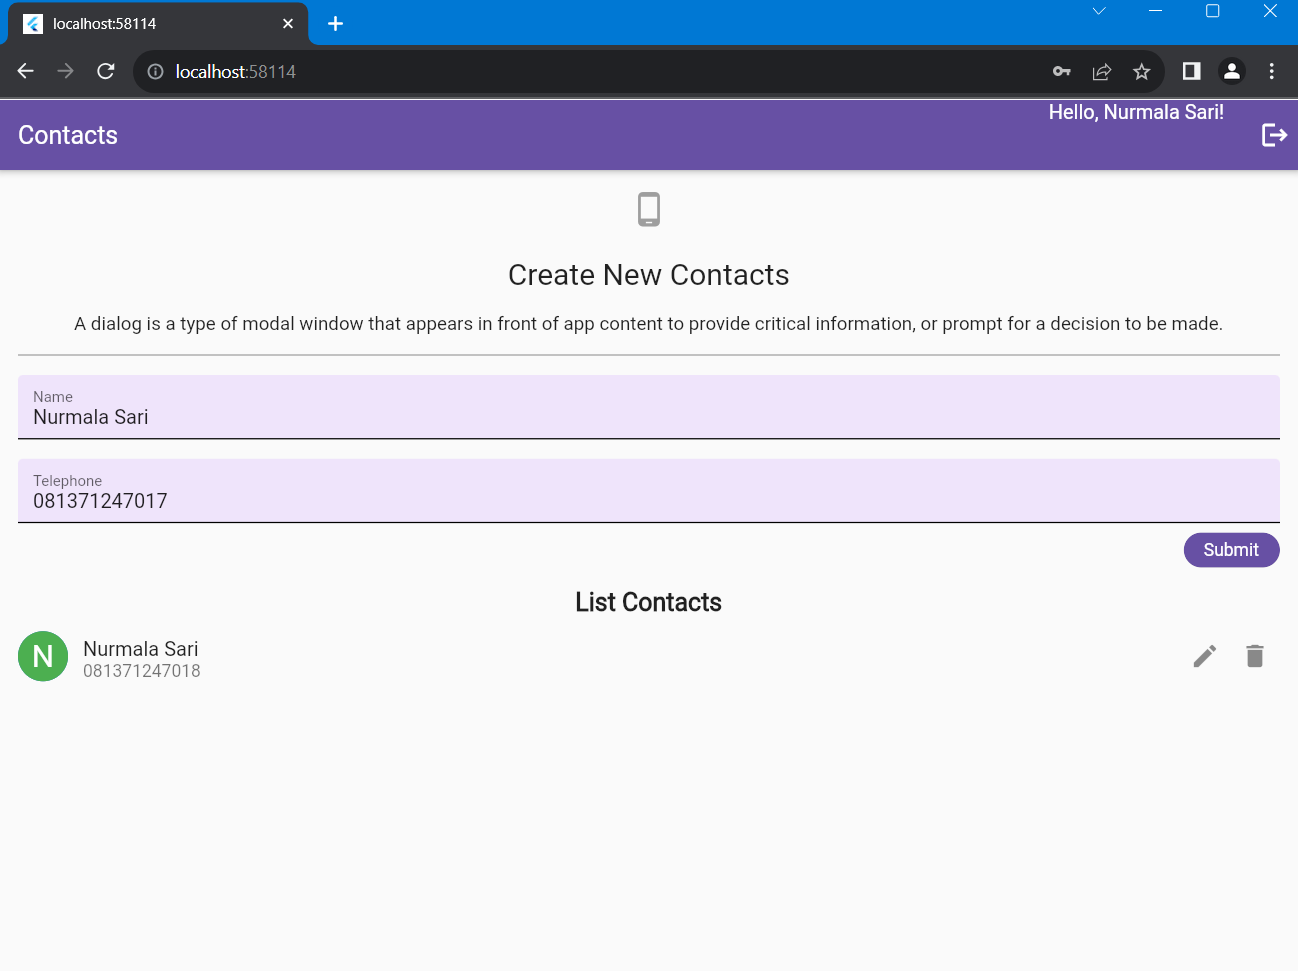 localhost:58114
localhost:58114
Hello, Nurmala Sari!
Contacts
Create New Contacts
A dialog is a type of modal window that appears in front of app content to provide critical information, or prompt for a decision to be made.
Name
Nurmala Sari
Telephone
081371247017
Submit
List Contacts
N
Nurmala Sari
081371247018